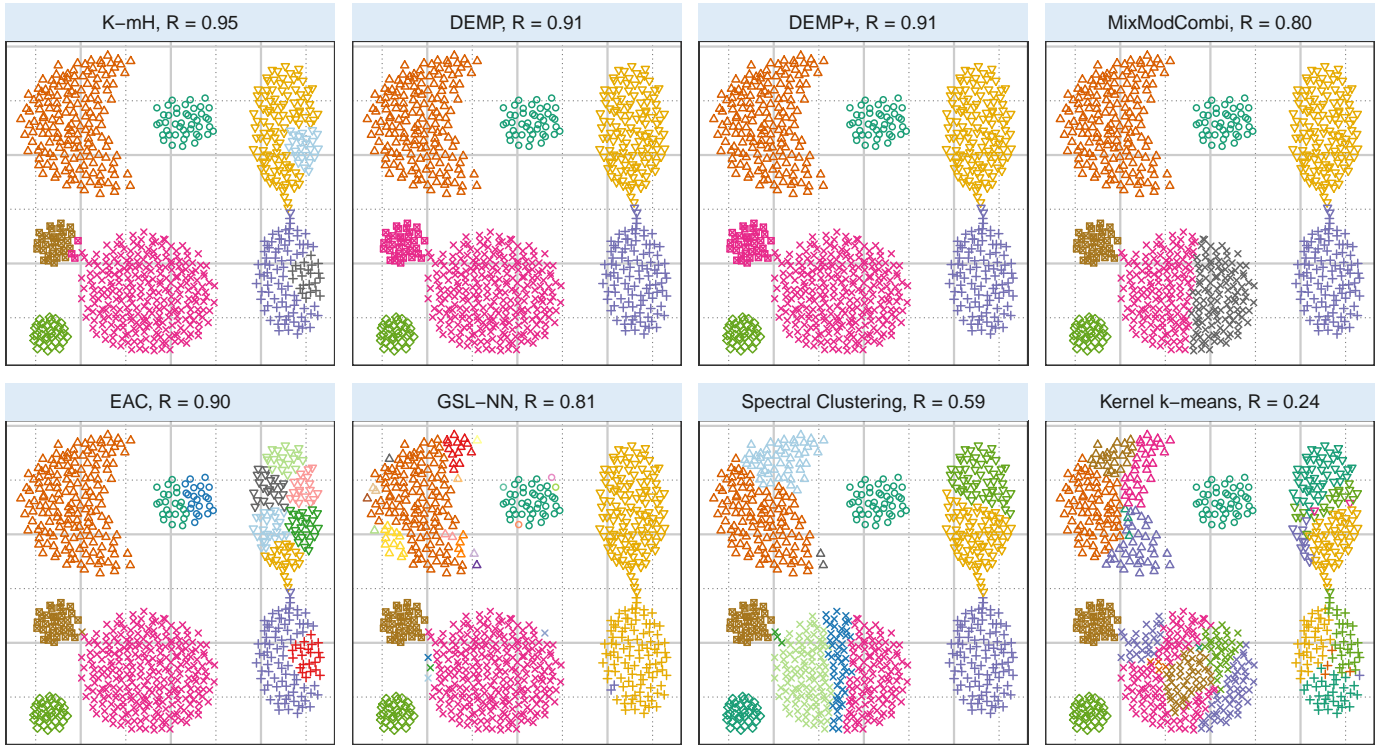 K−mH, R = 0.95
DEMP, R = 0.91
DEMP+, R = 0.91
MixModCombi, R = 0.80
EAC, R = 0.90
GSL−NN, R = 0.81
Spectral Clustering, R = 0.59
Kernel k−means, R = 0.24